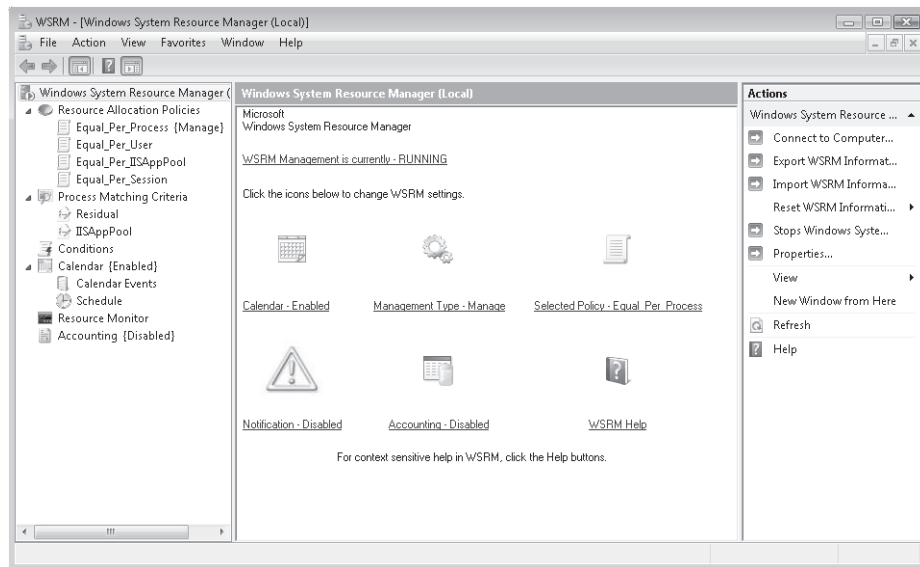 WSRM - [Windows System Resource Manager (Local)]
File Action View Favorites Window Help
Windows System Resource Manager (
Resource Allocation Policies
Equal_Per_Process {Manage}
Equal_Per_User
Equal_Per_IISAppPool
Equal_Per_Session
Process Matching Criteria
Residual
IISAppPool
Conditions
Calendar {Enabled}
Calendar Events
Schedule
Resource Monitor
Accounting {Disabled}
Windows System Resource Manager (Local)
Microsoft
Windows System Resource Manager
WSRM Management is currently - RUNNING
Click the icons below to change WSRM settings.
Calendar - Enabled
Management Type - Manage
Selected Policy - Equal_Per_Process
Notification - Disabled
Accounting - Disabled
WSRM Help
For context sensitive help in WSRM, click the Help buttons.
Actions
Windows System Resource ...
Connect to Computer...
Export WSRM Informat...
Import WSRM Informa...
Reset WSRM Informati...
Stops Windows Syste...
Properties...
View
New Window from Here
Refresh
Help